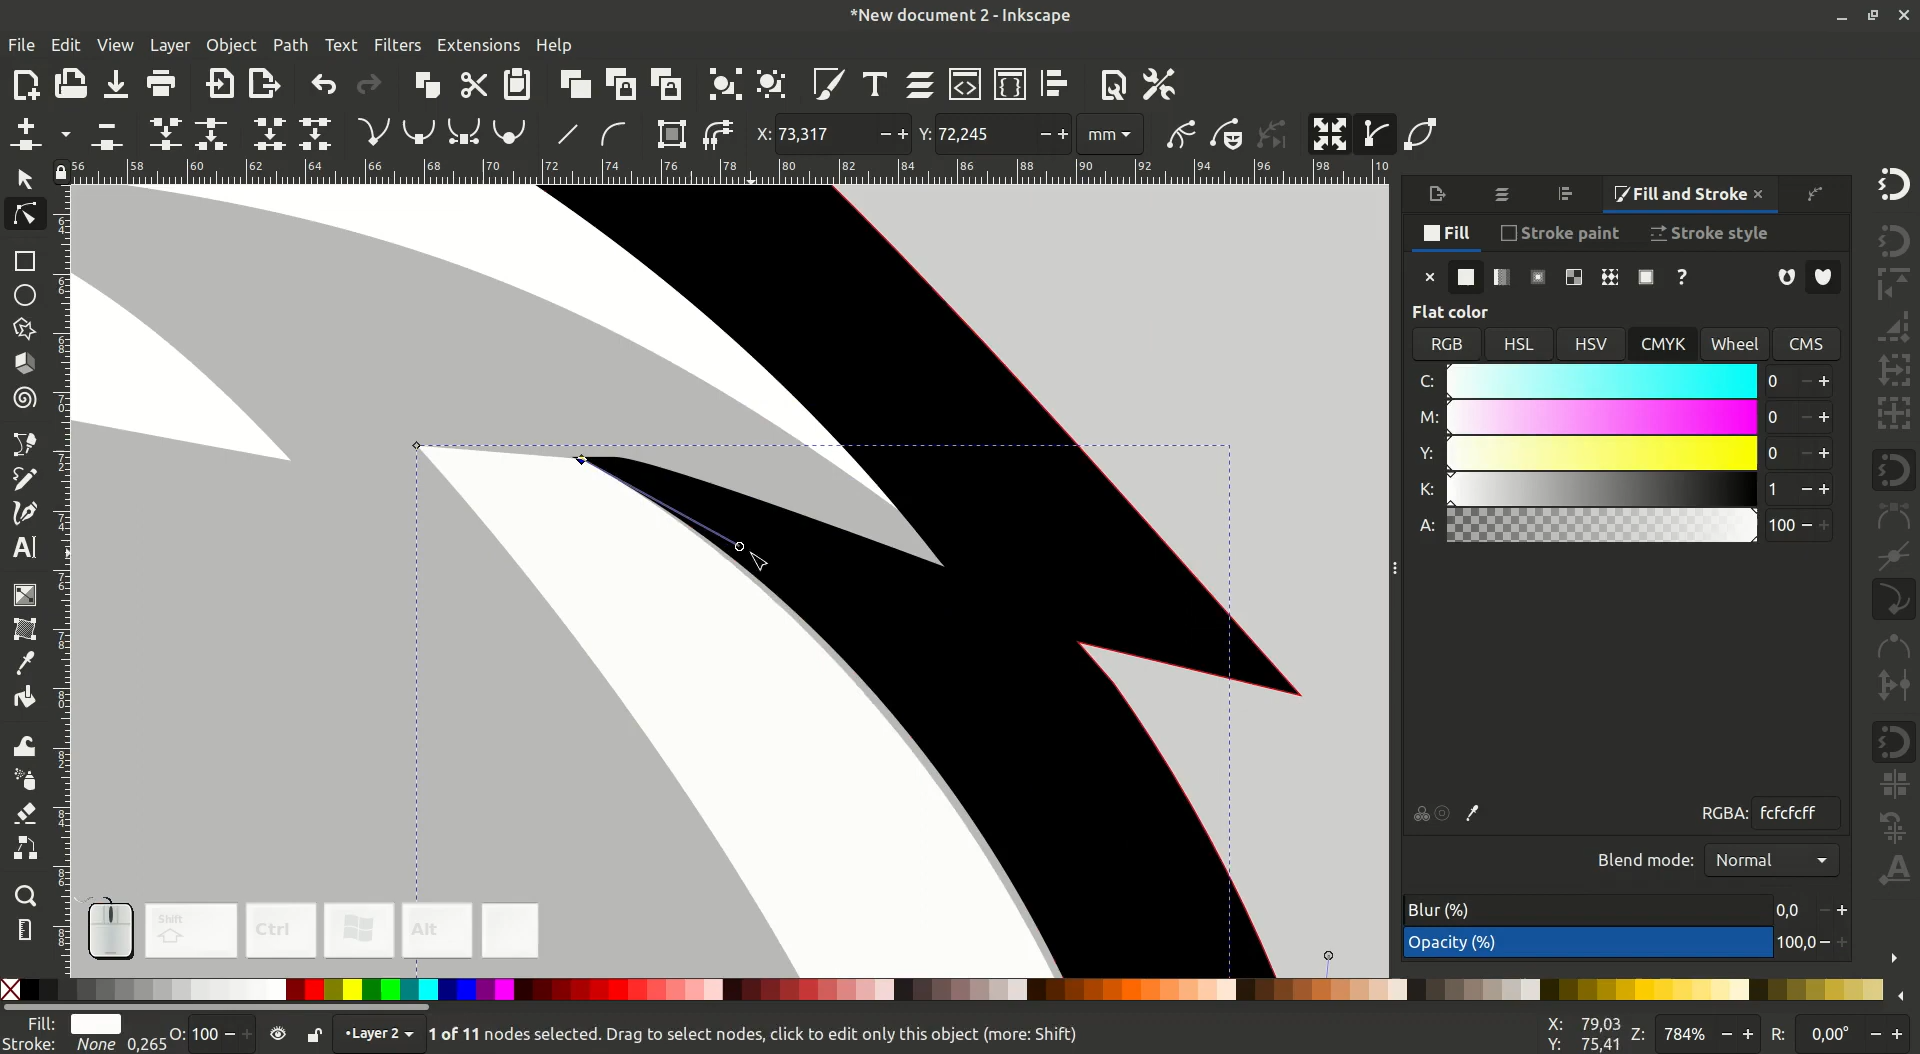 *New document 2 - Inkscape
File Edit View Layer Object Path Text Filters Extensions Help
X: 73,317 Y: 72,245 mm
56 58 60 62 64 66 68 70 72 74 76 78 80 82 84 86 88 90 92 94 96 98 10
Fill and Stroke
Fill Stroke paint Stroke style
?
Flat color
RGB HSL HSV CMYK Wheel CMS
C: 0
M: 0
Y: 0
K: 1
A: 100
RGBA: fcfcfcff
Blend mode: Normal
Blur (%) 0,0
Opacity (%) 100,0
Shift Ctrl Alt
Fill: O: 100 •Layer 2 1 of 11 nodes selected. Drag to select nodes, click to edit only this object (more: Shift) X: 79,03 Z: 784% R: 0,00°
Stroke: None 0,265 Y: 75,41